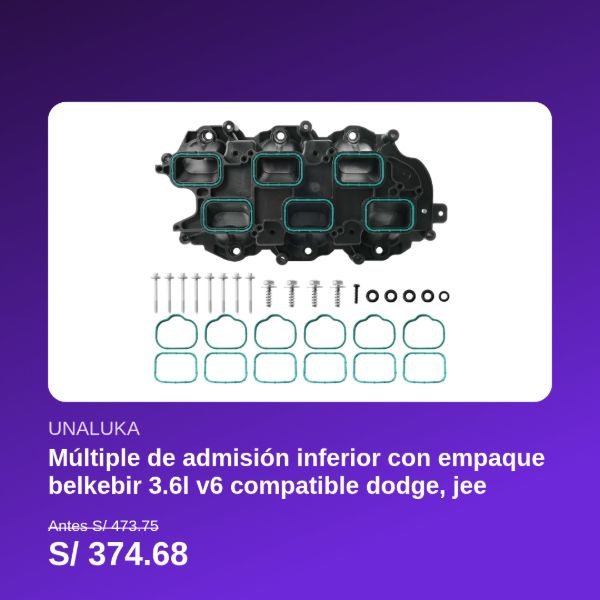 UNALUKA
Múltiple de admisión inferior con empaque
belkebir 3.6l v6 compatible dodge, jee
Antes S/ 473.75
S/ 374.68